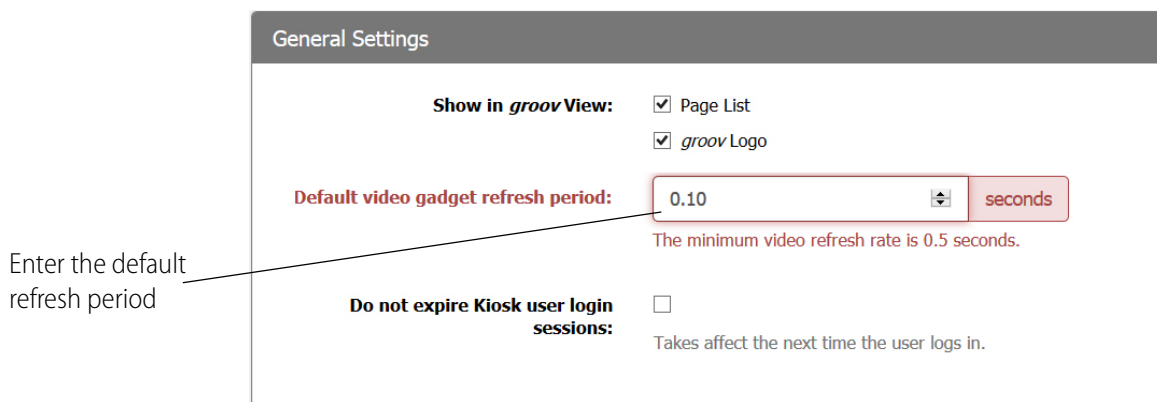 General Settings
Show in groov View:
Page List
groov Logo
Default video gadget refresh period:
0.10
seconds
The minimum video refresh rate is 0.5 seconds.
Enter the default
refresh period
Do not expire Kiosk user login
sessions:
Takes affect the next time the user logs in.